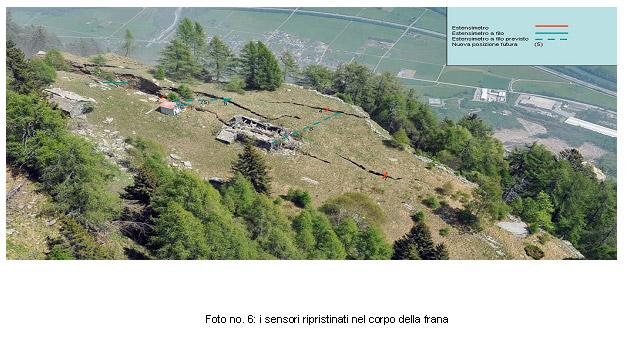 Estensimetro
Estensimetro a filo
Estensimetro a filo previsto
Nuova posizione futura (S)
Foto no. 6: i sensori ripristinati nel corpo della frana